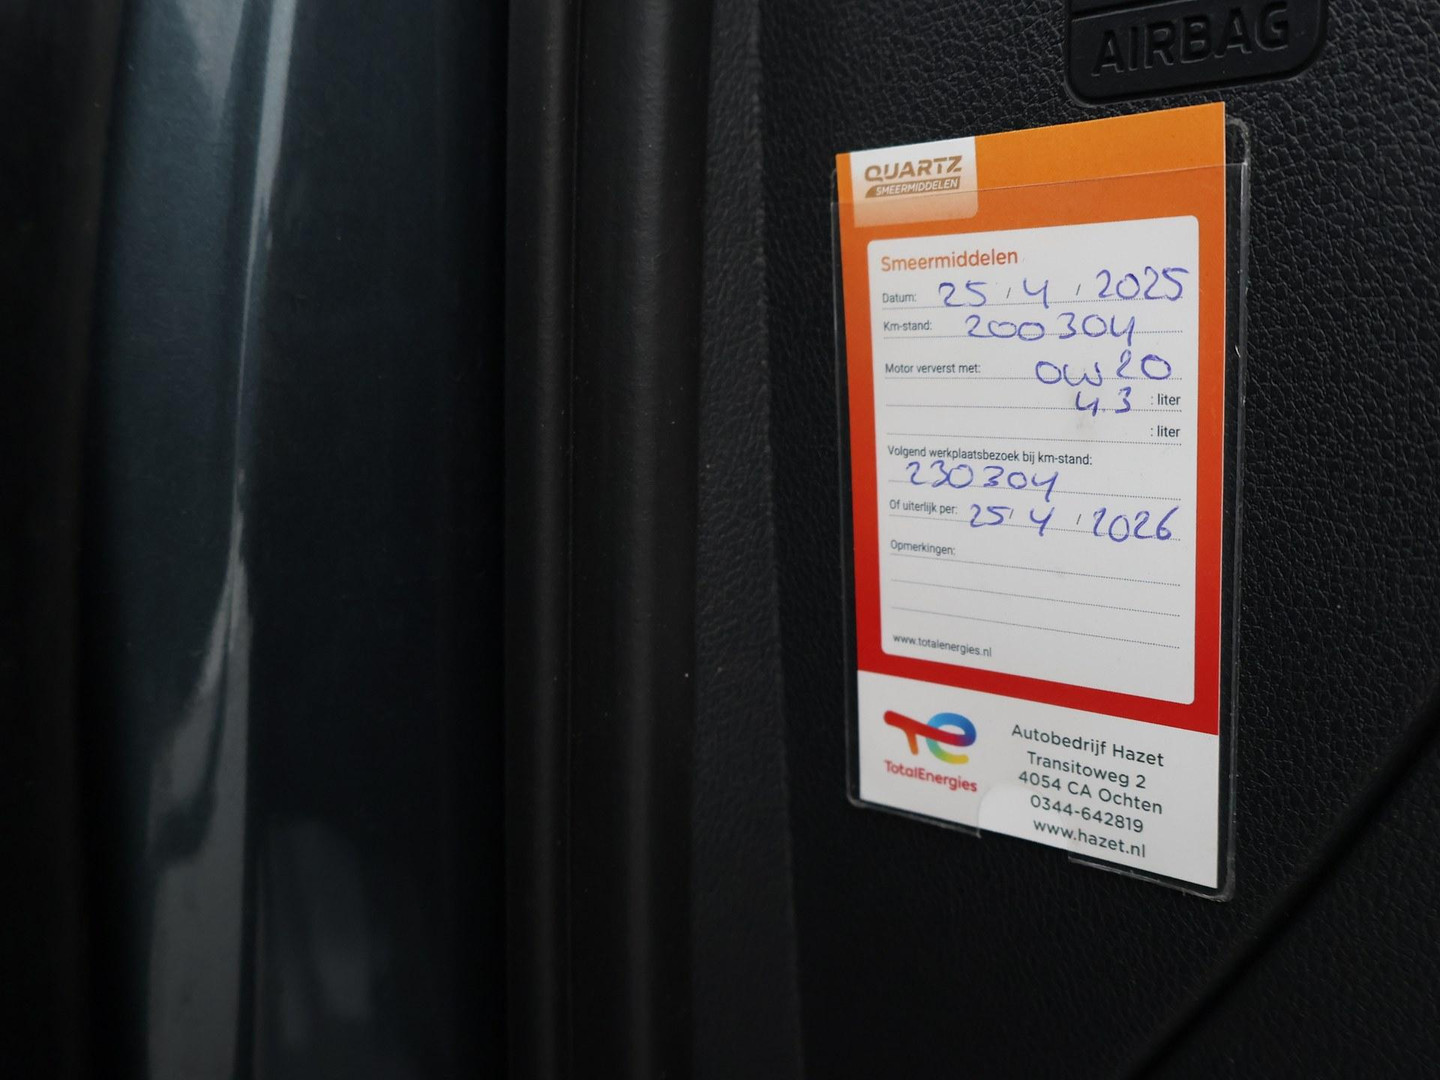 AIRBAG
QUARTZ
SMEERMIDDELEN
Smeermiddelen
Datum: 25 / 4 / 2025
Km-stand: 200304
Motor ververst met: 0W20
4.3 : liter
: liter
Volgend werkplaatsbezoek bij km-stand:
230304
Of uiterlijk per: 25 / 4 / 2026
Opmerkingen:
www.totalenergies.nl
TotalEnergies
Autobedrijf Hazet
Transitoweg 2
4054 CA Ochten
0344-642819
www.hazet.nl